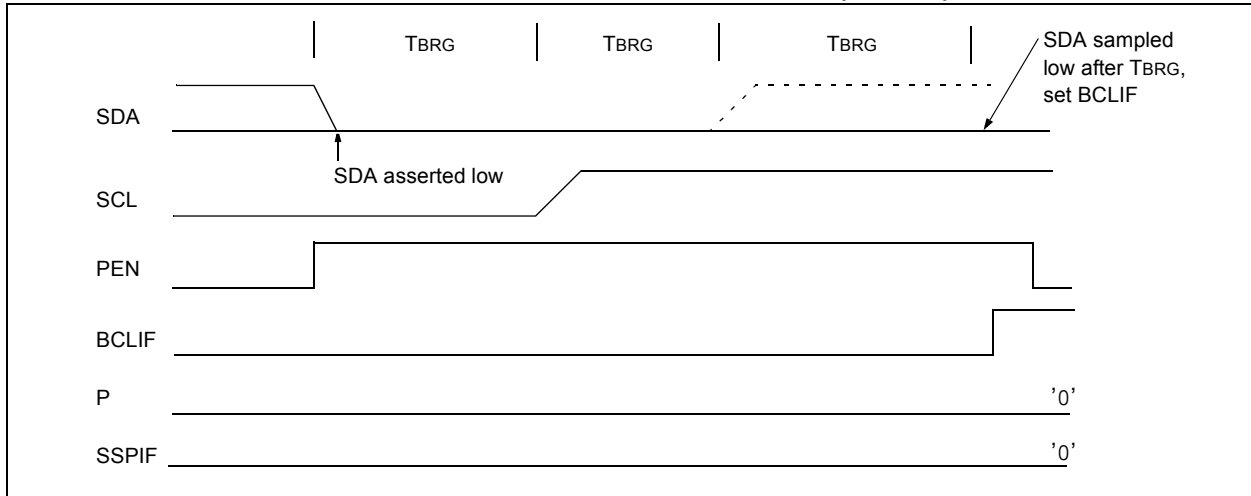 TBRG TBRG TBRG
SDA sampled
low after TBRG,
set BCLIF
SDA
SDA asserted low
SCL
PEN
BCLIF
P '0'
SSPIF '0'